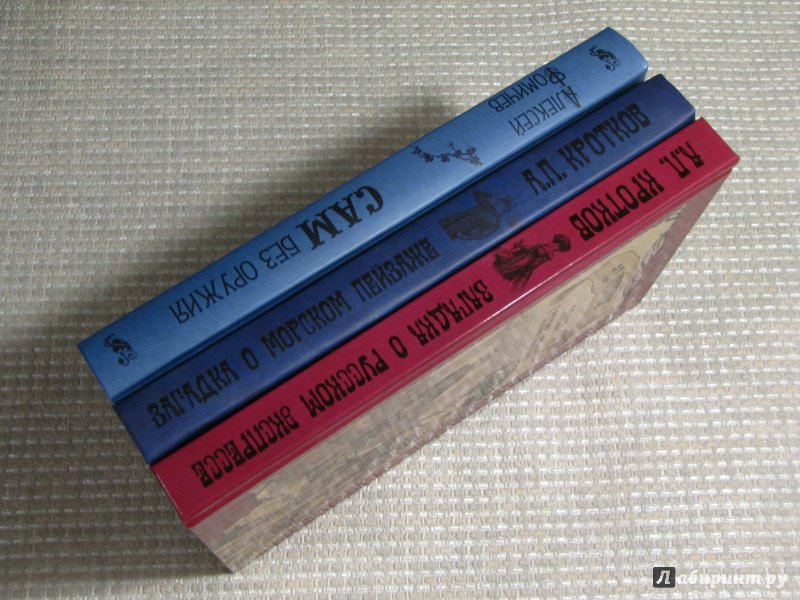 АЛЕКСЕЙ
ФОМИЧЕВ
САМ БЕЗ ОРУЖИЯ
А.П. КРОТКОВ
ЗАГАДКА О МОРСКОМ ПЕЙЗАЖЕ
А.П. КРОТКОВ
ЗАГАДКА О РУССКОМ ЭКСПРЕССЕ
Лабиринт.ру